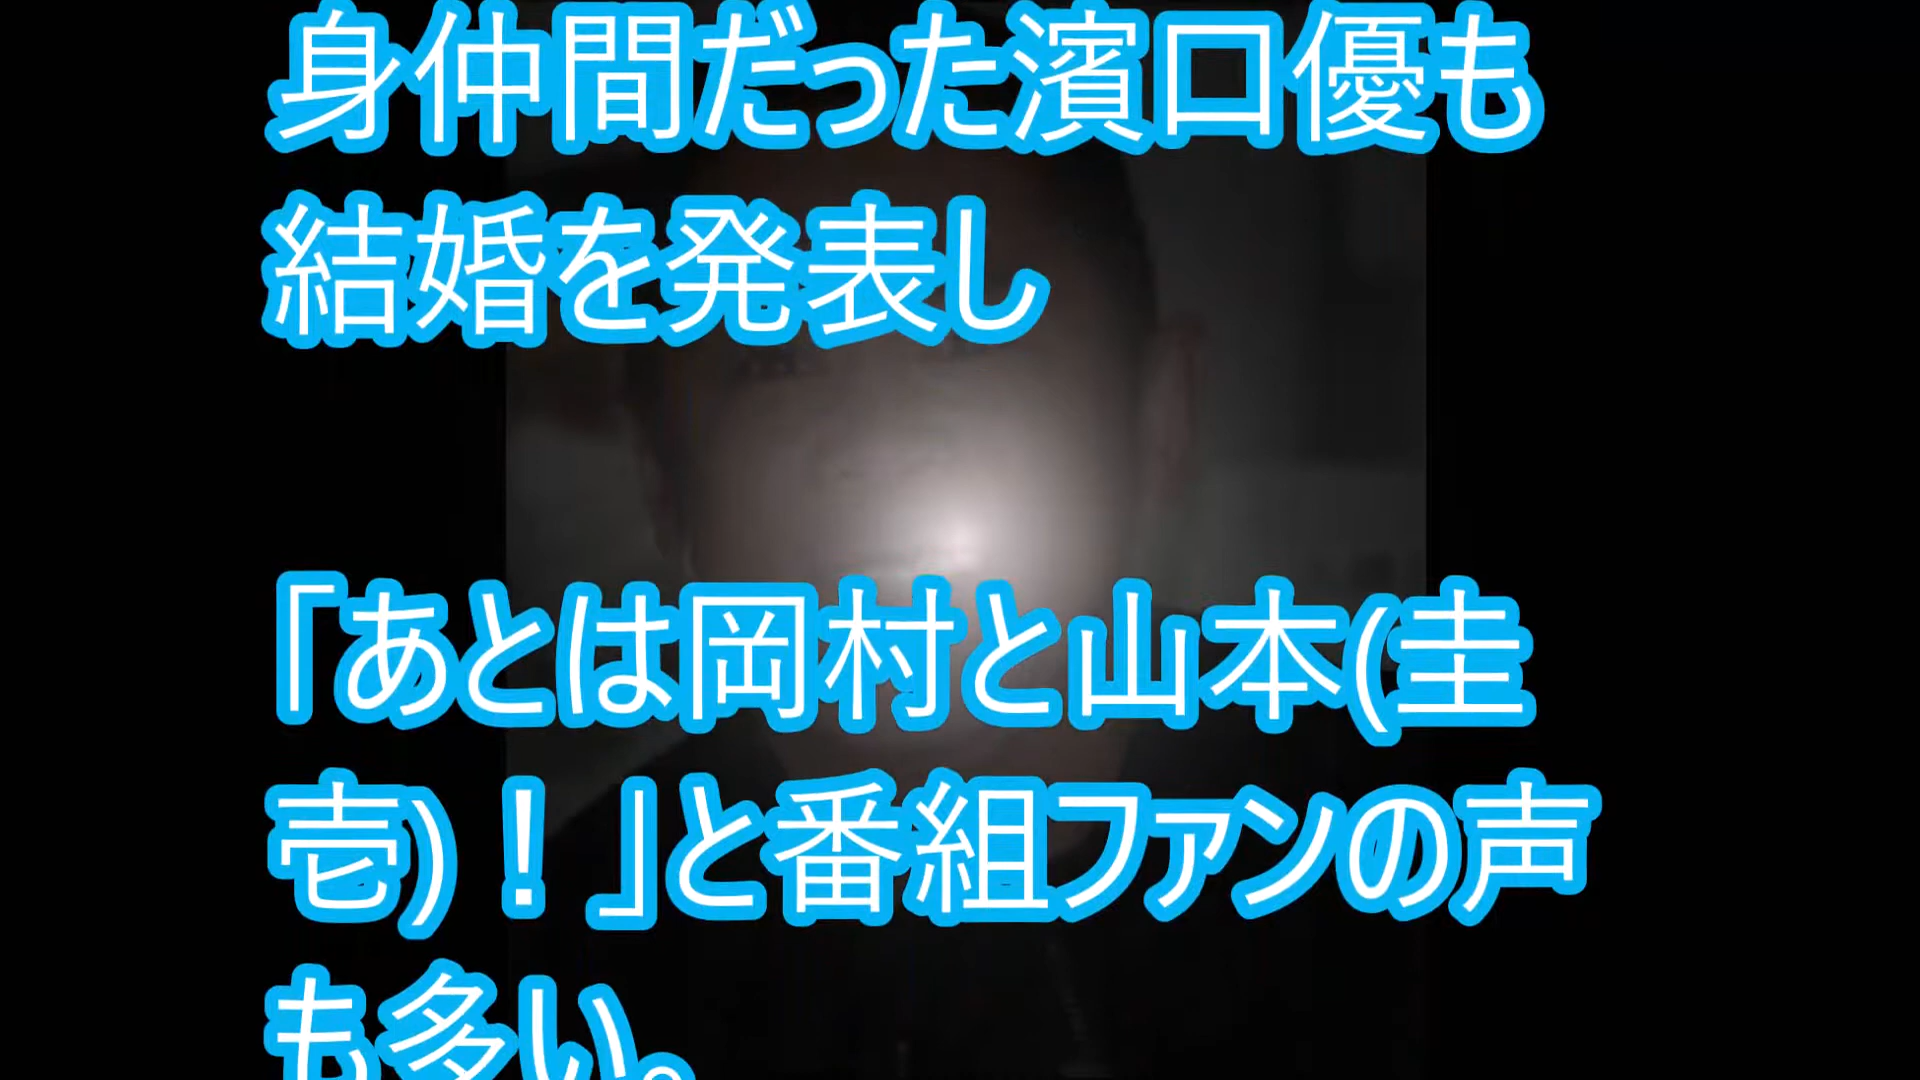 身仲間だった濱口優も
結婚を発表し
「あとは岡村と山本(圭
壱)！」と番組ファンの声
も多い。